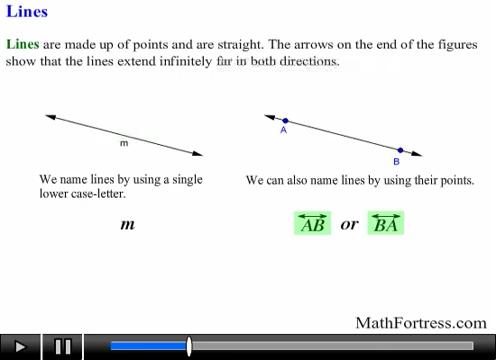 Lines
Lines are made up of points and are straight. The arrows on the end of the figures
show that the lines extend infinitely far in both directions.
m
A
B
We name lines by using a single
lower case-letter.
We can also name lines by using their points.
m
AB or BA
MathFortress.com